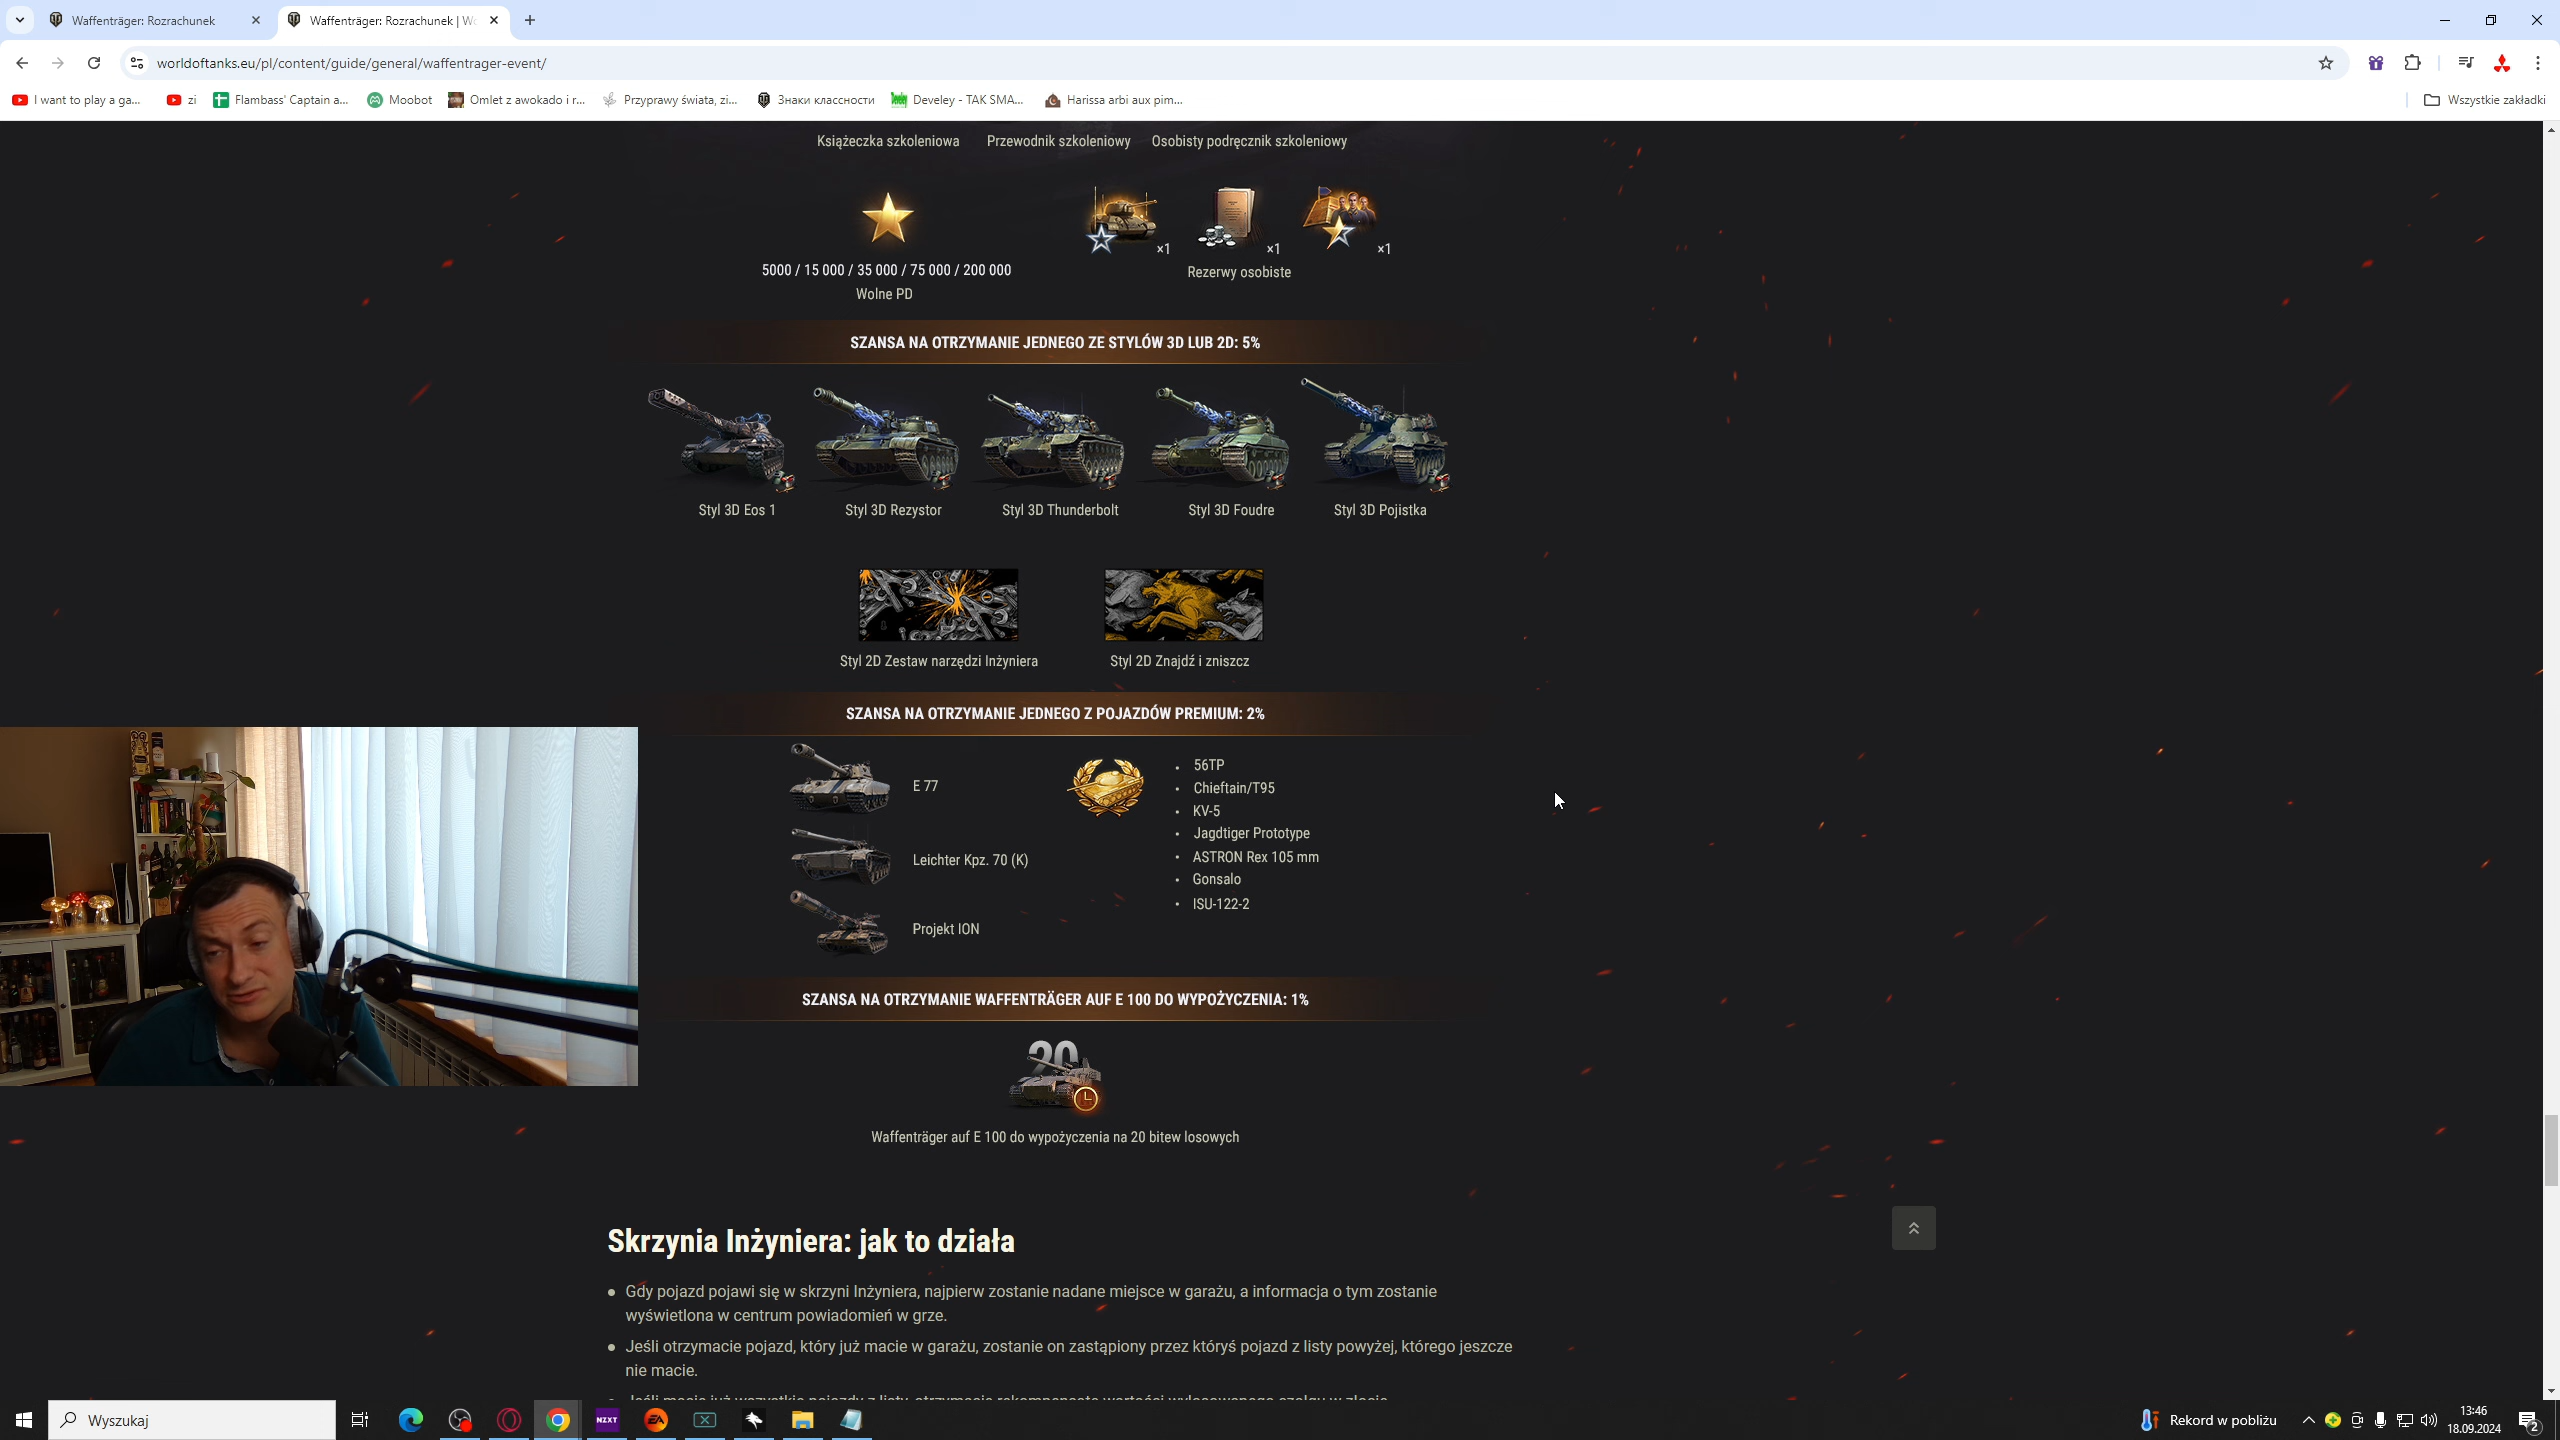 Waffenträger: Rozrachunek
Waffenträger: Rozrachunek | Wo
worldoftanks.eu/pl/content/guide/general/waffentrager-event/
I want to play a ga...
zi
Flambass' Captain a...
Moobot
Omlet z awokado i r...
Przyprawy świata, zi...
Знаки классности
Develey - TAK SMA...
Harissa arbi aux pim...
Wszystkie zakładki
Książeczka szkoleniowa
Przewodnik szkoleniowy
Osobisty podręcznik szkoleniowy
×1
×1
×1
5000 / 15 000 / 35 000 / 75 000 / 200 000
Wolne PD
Rezerwy osobiste
SZANSA NA OTRZYMANIE JEDNEGO ZE STYLÓW 3D LUB 2D: 5%
Styl 3D Eos 1
Styl 3D Rezystor
Styl 3D Thunderbolt
Styl 3D Foudre
Styl 3D Pojistka
Styl 2D Zestaw narzędzi Inżyniera
Styl 2D Znajdź i zniszcz
SZANSA NA OTRZYMANIE JEDNEGO Z POJAZDÓW PREMIUM: 2%
E 77
Leichter Kpz. 70 (K)
Projekt ION
• 56TP
• Chieftain/T95
• KV-5
• Jagdtiger Prototype
• ASTRON Rex 105 mm
• Gonsalo
• ISU-122-2
SZANSA NA OTRZYMANIE WAFFENTRÄGER AUF E 100 DO WYPOŻYCZENIA: 1%
20
Waffenträger auf E 100 do wypożyczenia na 20 bitew losowych
Skrzynia Inżyniera: jak to działa
• Gdy pojazd pojawi się w skrzyni Inżyniera, najpierw zostanie nadane miejsce w garażu, a informacja o tym zostanie
wyświetlona w centrum powiadomień w grze.
• Jeśli otrzymacie pojazd, który już macie w garażu, zostanie on zastąpiony przez któryś pojazd z listy powyżej, którego jeszcze
nie macie.
Wyszukaj
NZXT
EA
Rekord w pobliżu
13:46
18.09.2024
2